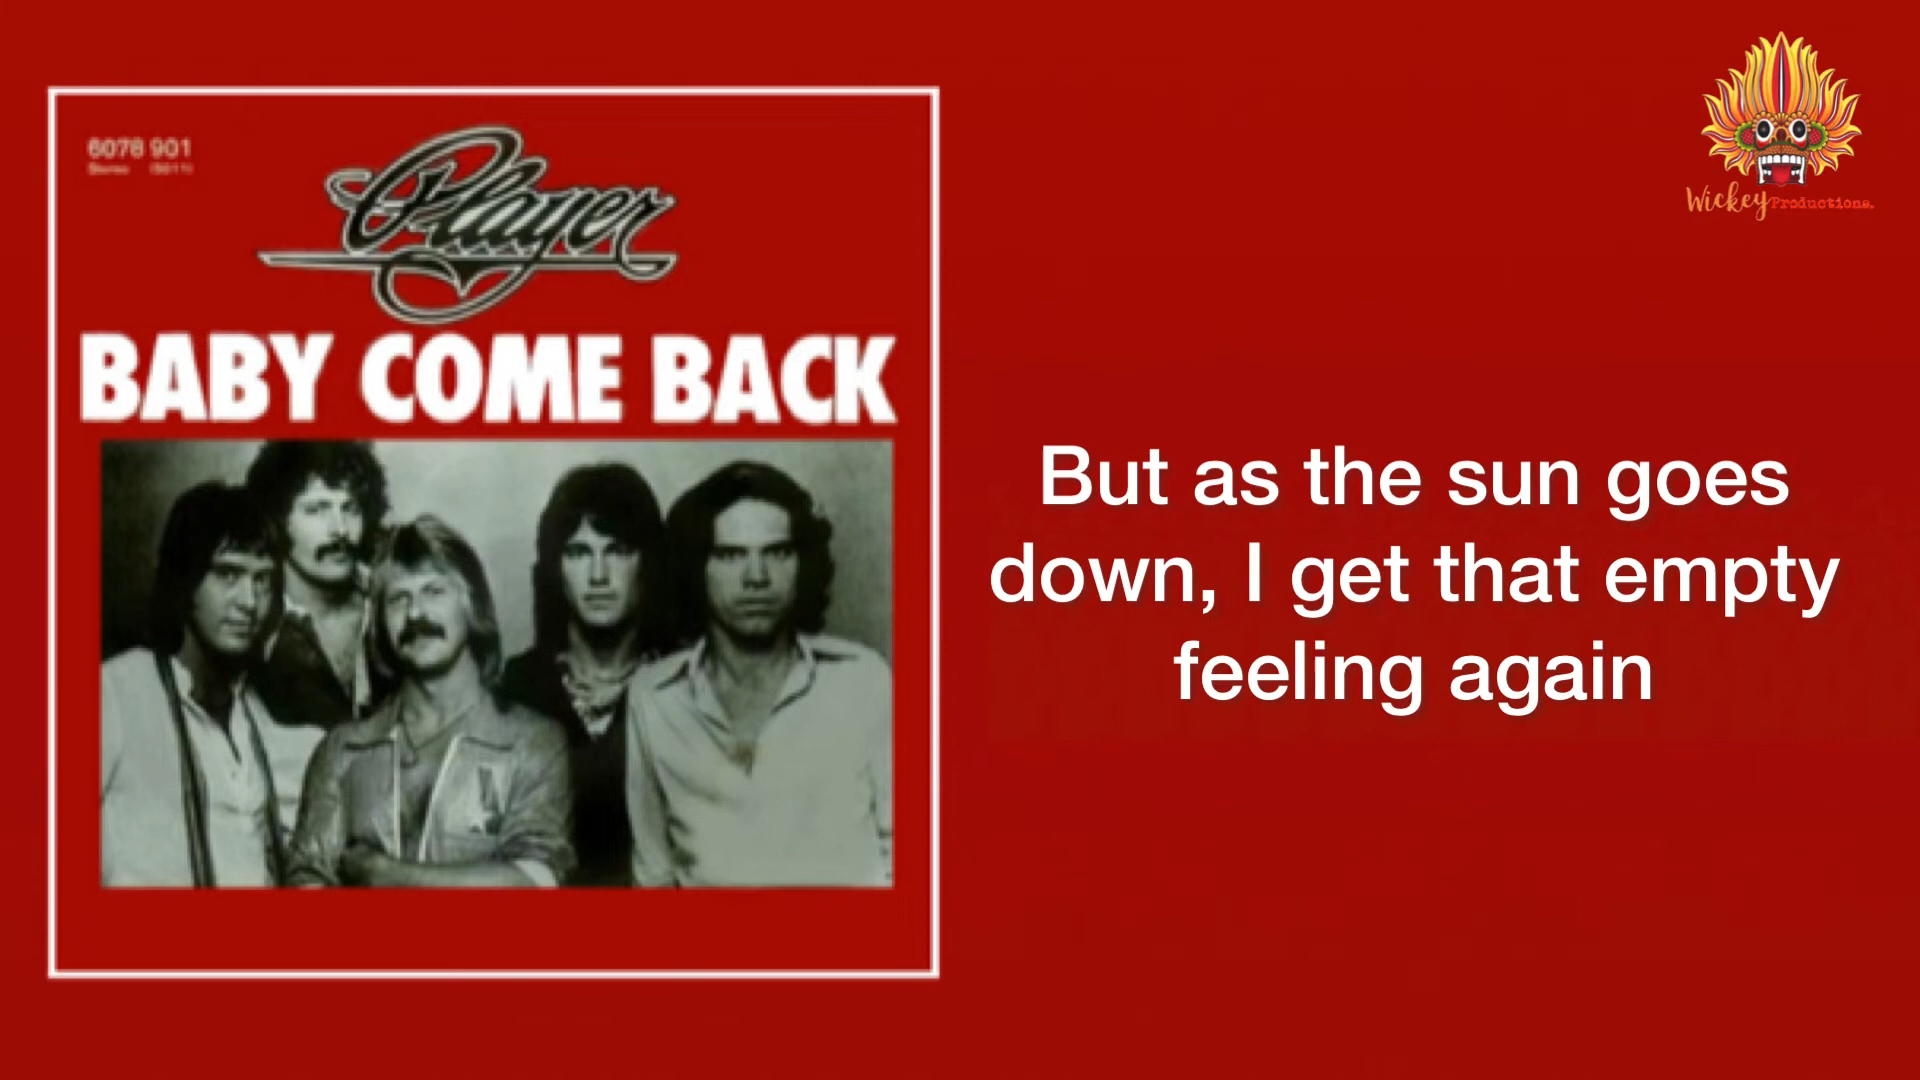 6078 901
Stereo
Player
BABY COME BACK
Wickey Productions.
But as the sun goes
down, I get that empty
feeling again